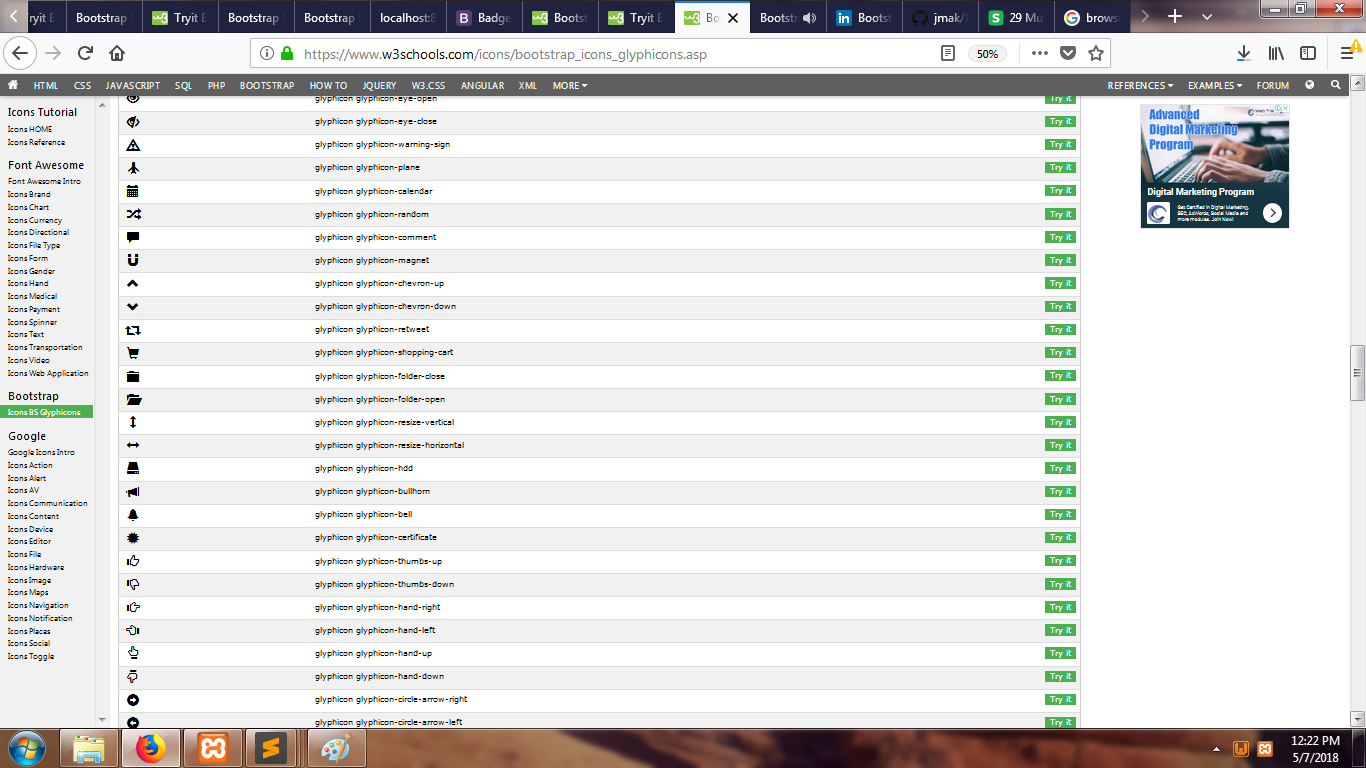 ryit E
Bootstrap
Tryit E
Bootstrap
Bootstrap
localhost:8
B Badge
Bootst
Tryit E
Bo
Bootstr
in Bootst
jmak/
S 29 Mu
G brows
https://www.w3schools.com/icons/bootstrap_icons_glyphicons.asp
50%
HTML CSS JAVASCRIPT SQL PHP BOOTSTRAP HOW TO JQUERY W3.CSS ANGULAR XML MORE REFERENCES EXAMPLES FORUM
Icons Tutorial
Icons HOME
Icons Reference
Font Awesome
Font Awesome Intro
Icons Brand
Icons Chart
Icons Currency
Icons Directional
Icons File Type
Icons Form
Icons Gender
Icons Hand
Icons Medical
Icons Payment
Icons Spinner
Icons Text
Icons Transportation
Icons Video
Icons Web Application
Bootstrap
Icons BS Glyphicons
Google
Google Icons Intro
Icons Action
Icons Alert
Icons AV
Icons Communication
Icons Content
Icons Device
Icons Editor
Icons File
Icons Hardware
Icons Image
Icons Maps
Icons Navigation
Icons Notification
Icons Places
Icons Social
Icons Toggle
glyphicon glyphicon-eye-open Try it
glyphicon glyphicon-eye-close Try it
glyphicon glyphicon-warning-sign Try it
glyphicon glyphicon-plane Try it
glyphicon glyphicon-calendar Try it
glyphicon glyphicon-random Try it
glyphicon glyphicon-comment Try it
glyphicon glyphicon-magnet Try it
glyphicon glyphicon-chevron-up Try it
glyphicon glyphicon-chevron-down Try it
glyphicon glyphicon-retweet Try it
glyphicon glyphicon-shopping-cart Try it
glyphicon glyphicon-folder-close Try it
glyphicon glyphicon-folder-open Try it
glyphicon glyphicon-resize-vertical Try it
glyphicon glyphicon-resize-horizontal Try it
glyphicon glyphicon-hdd Try it
glyphicon glyphicon-bullhorn Try it
glyphicon glyphicon-bell Try it
glyphicon glyphicon-certificate Try it
glyphicon glyphicon-thumbs-up Try it
glyphicon glyphicon-thumbs-down Try it
glyphicon glyphicon-hand-right Try it
glyphicon glyphicon-hand-left Try it
glyphicon glyphicon-hand-up Try it
glyphicon glyphicon-hand-down Try it
glyphicon glyphicon-circle-arrow-right Try it
glyphicon glyphicon-circle-arrow-left Try it
Advanced
Digital Marketing
Program
Digital Marketing Program
Get Certified in Digital Marketing,
SEO, AdWords, Social Media and
more modules. Join Now!
12:22 PM
5/7/2018